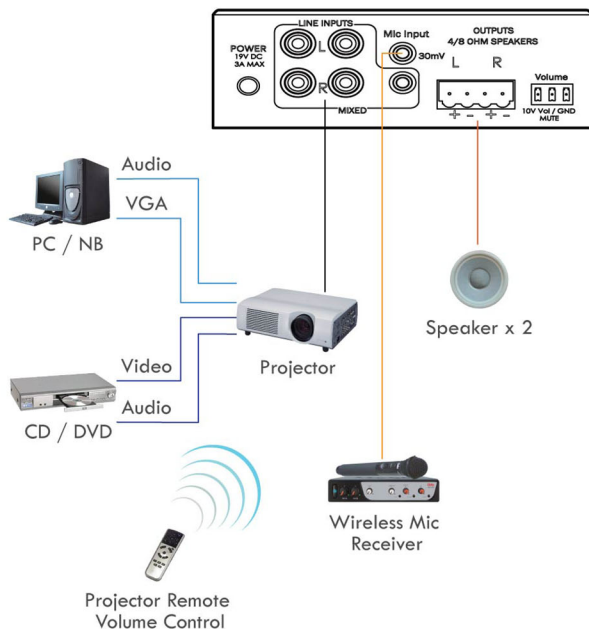 LINE INPUTS
POWER
19V DC
3A MAX
L
R
MIXED
Mic Input
30mV
OUTPUTS
4/8 OHM SPEAKERS
L R
+ - + -
Volume
10V Vol / GND
MUTE
Audio
VGA
PC / NB
Video
Audio
CD / DVD
Projector
Speaker x 2
Wireless Mic
Receiver
Projector Remote
Volume Control